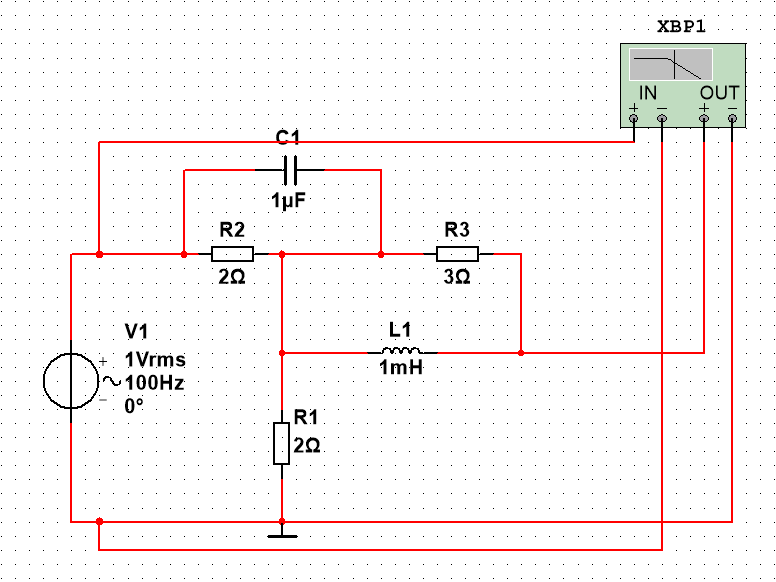 XBP1
IN OUT
+ − + −
C1
1µF
R2
2Ω
R3
3Ω
L1
1mH
V1
1Vrms
100Hz
0°
+
−
R1
2Ω